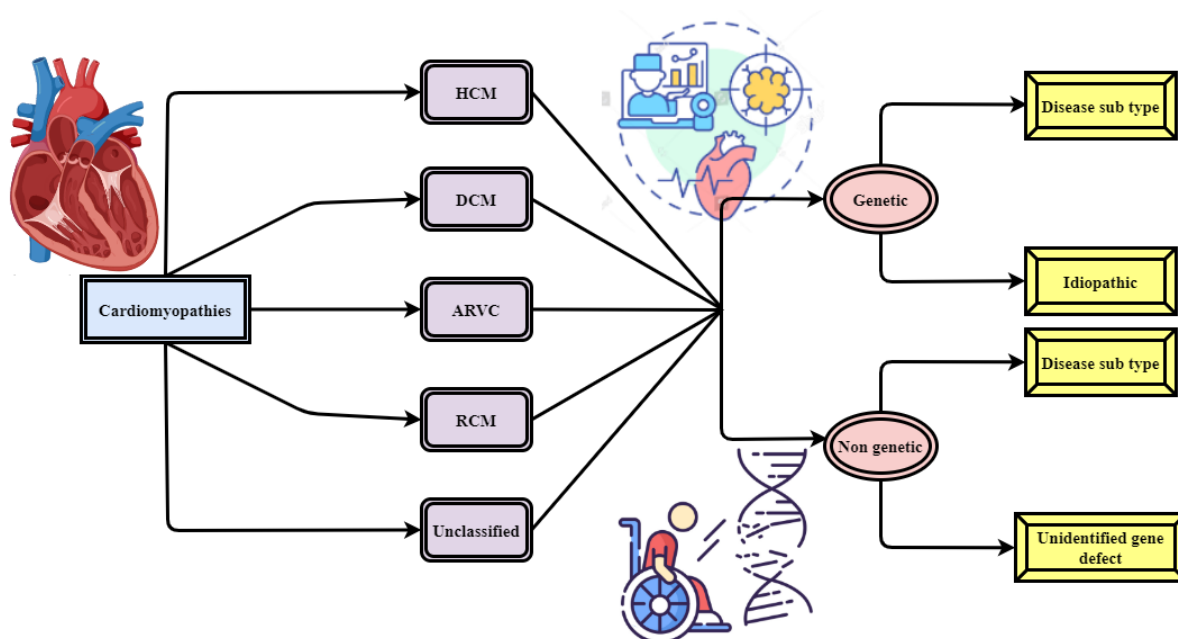 HCM
Disease sub type
DCM
Genetic
Cardiomyopathies
ARVC
Idiopathic
Disease sub type
RCM
Non genetic
Unclassified
Unidentified gene
defect